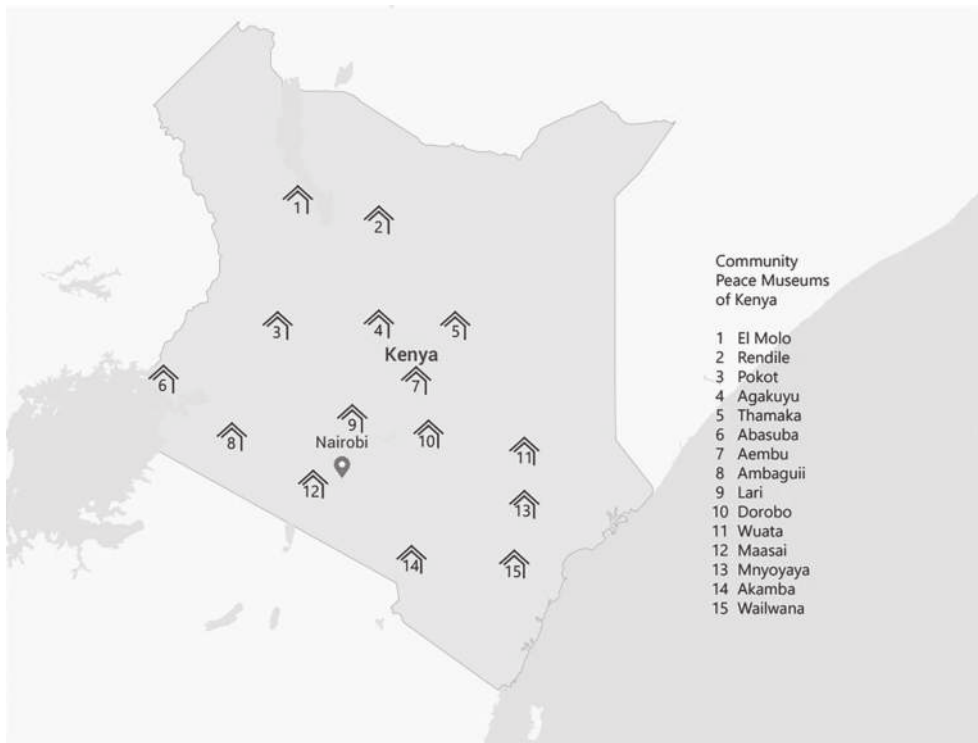 1
2
3
4
5
Kenya
6
7
9
8
Nairobi
10
11
12
13
14
15
Community
Peace Museums
of Kenya
1 El Molo
2 Rendile
3 Pokot
4 Agakuyu
5 Thamaka
6 Abasuba
7 Aembu
8 Ambaguii
9 Lari
10 Dorobo
11 Wuata
12 Maasai
13 Mnyoyaya
14 Akamba
15 Wailwana